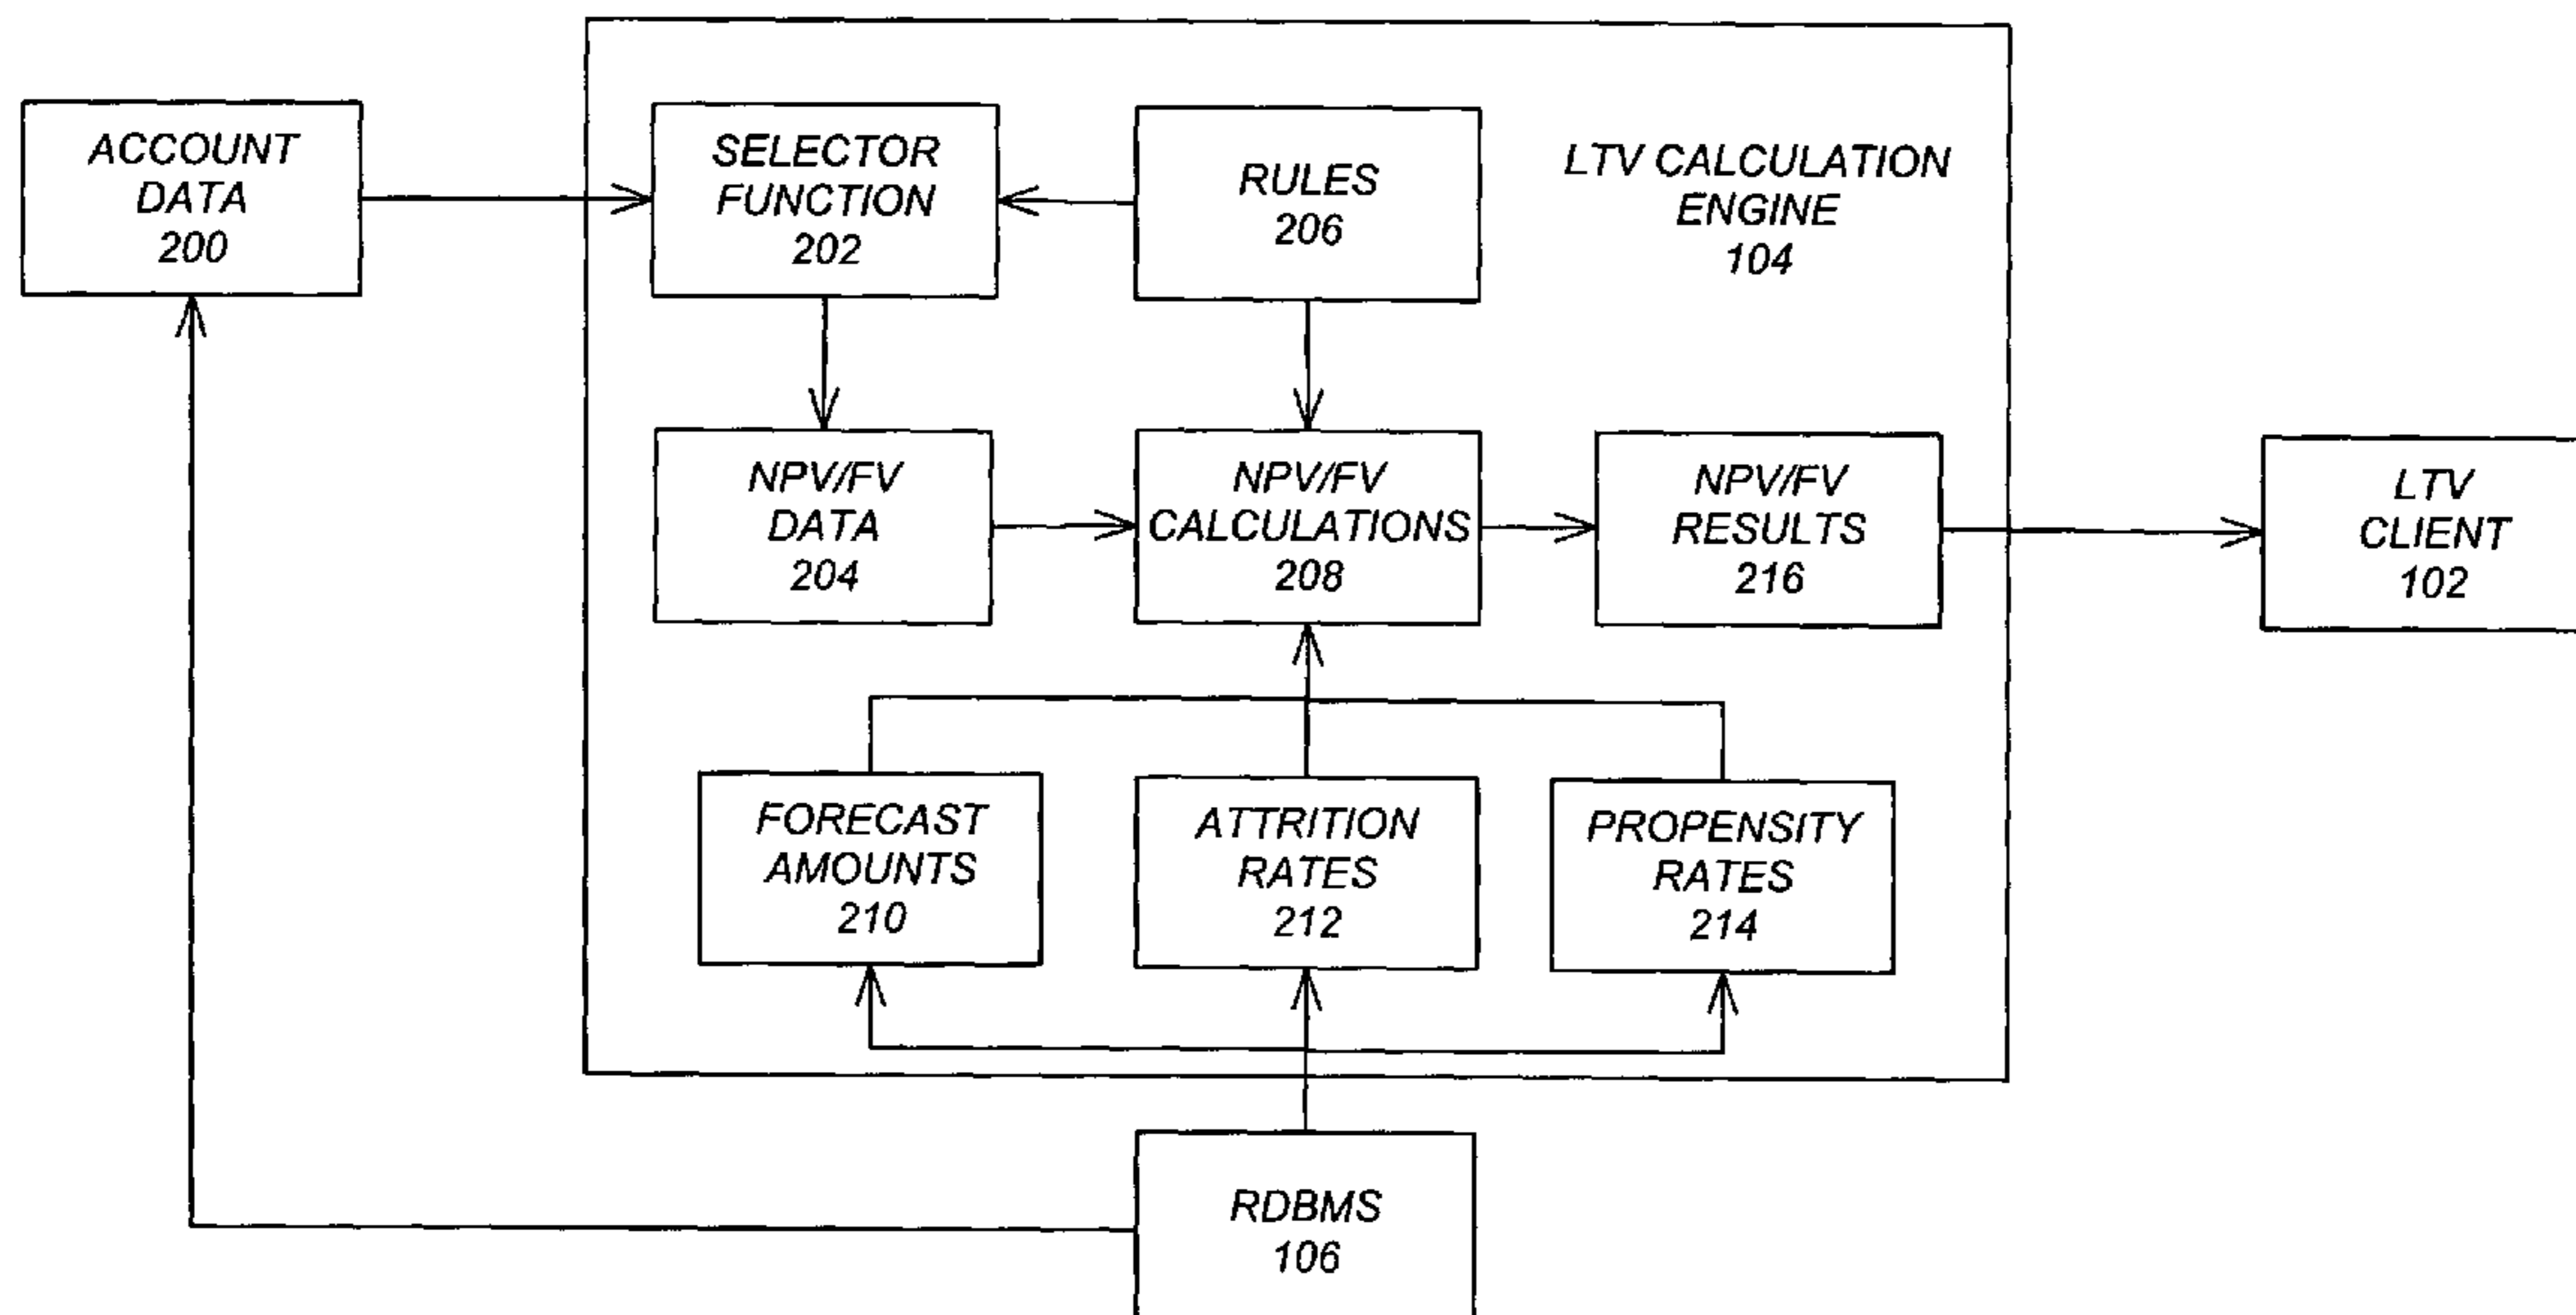 ACCOUNT
DATA
200
SELECTOR
FUNCTION
202
RULES
206
LTV CALCULATION
ENGINE
104
NPV/FV
DATA
204
NPV/FV
CALCULATIONS
208
NPV/FV
RESULTS
216
LTV
CLIENT
102
FORECAST
AMOUNTS
210
ATTRITION
RATES
212
PROPENSITY
RATES
214
RDBMS
106